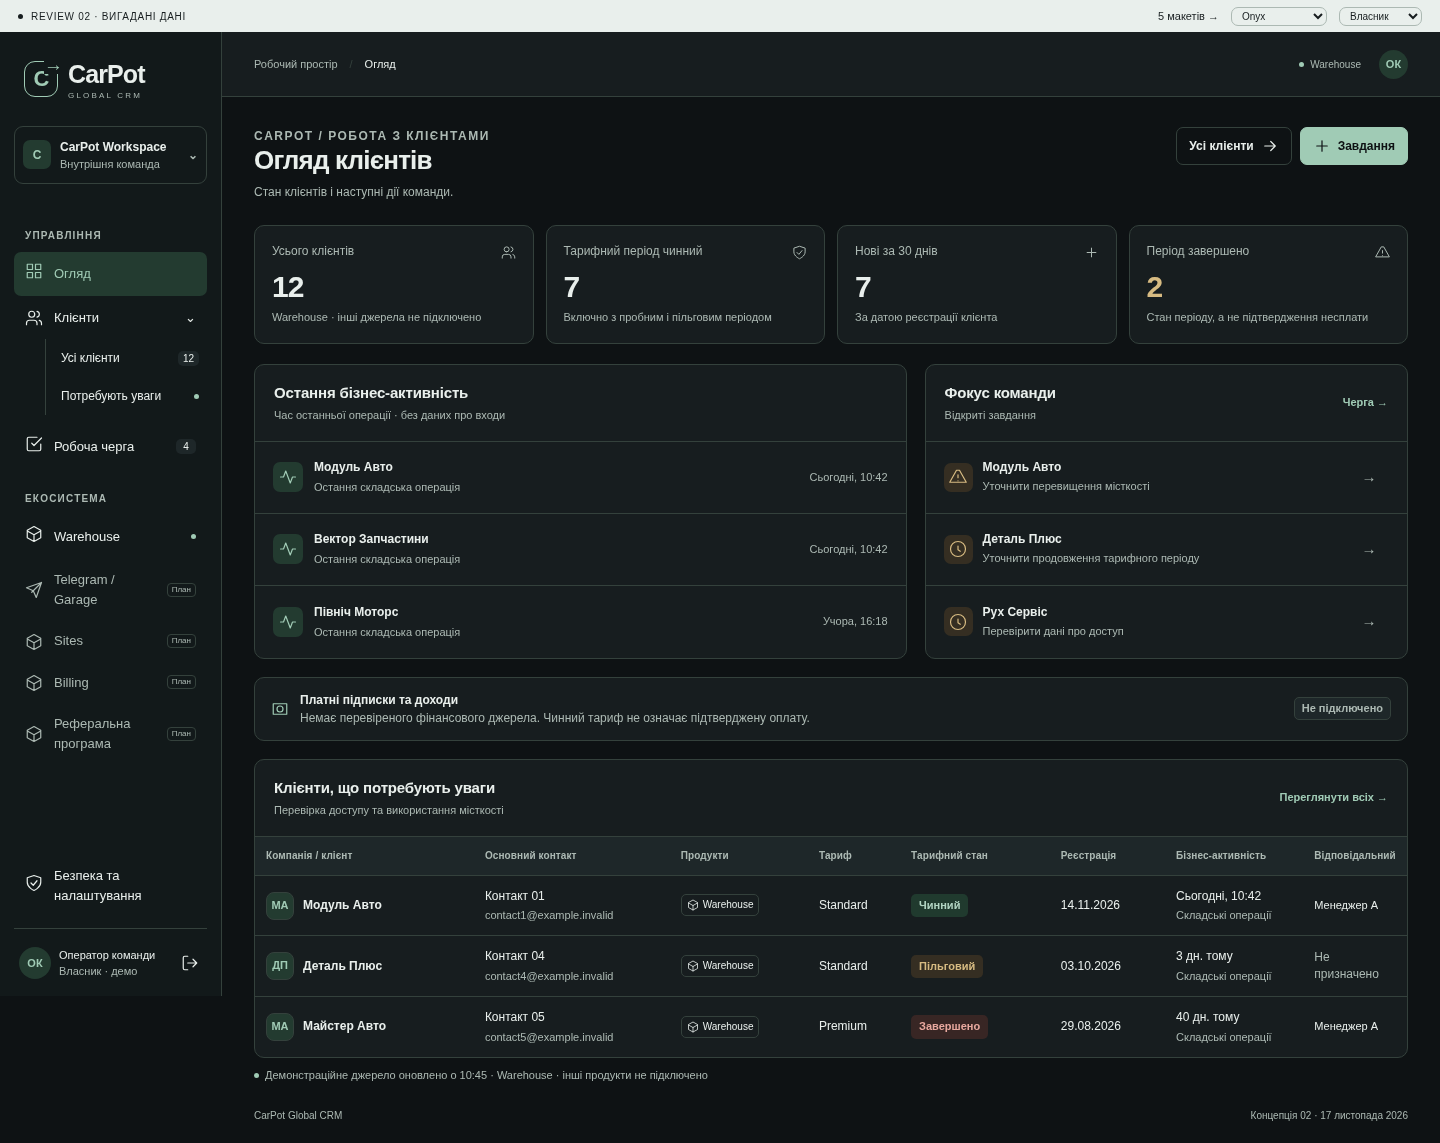 REVIEW 02 · ВИГАДАНІ ДАНІ
5 макетів →
Onyx
Власник
CarPot
GLOBAL CRM
C
CarPot Workspace
Внутрішня команда
УПРАВЛІННЯ
Огляд
Клієнти
Усі клієнти 12
Потребують уваги
Робоча черга 4
ЕКОСИСТЕМА
Warehouse
Telegram /
Garage
План
Sites План
Billing План
Реферальна
програма
План
Безпека та
налаштування
ОК
Оператор команди
Власник · демо
Робочий простір / Огляд
Warehouse
ОК
CARPOT / РОБОТА З КЛІЄНТАМИ
Огляд клієнтів
Стан клієнтів і наступні дії команди.
Усі клієнти →
+ Завдання
Усього клієнтів
12
Warehouse · інші джерела не підключено
Тарифний період чинний
7
Включно з пробним і пільговим періодом
Нові за 30 днів
7
За датою реєстрації клієнта
Період завершено
2
Стан періоду, а не підтвердження несплати
Остання бізнес-активність
Час останньої операції · без даних про входи
Модуль Авто
Остання складська операція
Сьогодні, 10:42
Вектор Запчастини
Остання складська операція
Сьогодні, 10:42
Північ Моторс
Остання складська операція
Учора, 16:18
Фокус команди
Відкриті завдання
Черга →
Модуль Авто
Уточнити перевищення місткості
→
Деталь Плюс
Уточнити продовження тарифного періоду
→
Рух Сервіс
Перевірити дані про доступ
→
Платні підписки та доходи
Немає перевіреного фінансового джерела. Чинний тариф не означає підтверджену оплату.
Не підключено
Клієнти, що потребують уваги
Перевірка доступу та використання місткості
Переглянути всіх →
Компанія / клієнт Основний контакт Продукти Тариф Тарифний стан Реєстрація Бізнес-активність Відповідальний
МА Модуль Авто
Контакт 01
contact1@example.invalid
Warehouse Standard Чинний 14.11.2026
Сьогодні, 10:42
Складські операції
Менеджер А
ДП Деталь Плюс
Контакт 04
contact4@example.invalid
Warehouse Standard Пільговий 03.10.2026
3 дн. тому
Складські операції
Не
призначено
МА Майстер Авто
Контакт 05
contact5@example.invalid
Warehouse Premium Завершено 29.08.2026
40 дн. тому
Складські операції
Менеджер А
Демонстраційне джерело оновлено о 10:45 · Warehouse · інші продукти не підключено
CarPot Global CRM
Концепція 02 · 17 листопада 2026